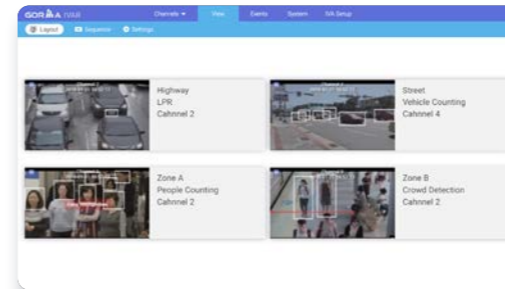 GORILLA
Channels View Events System IVA Setup
Layout Sequence Settings
Highway
LPR
Cahnnel 2
Street
Vehicle Counting
Cahnnel 4
Zone A
People Counting
Cahnnel 2
Zone B
Crowd Detection
Cahnnel 2